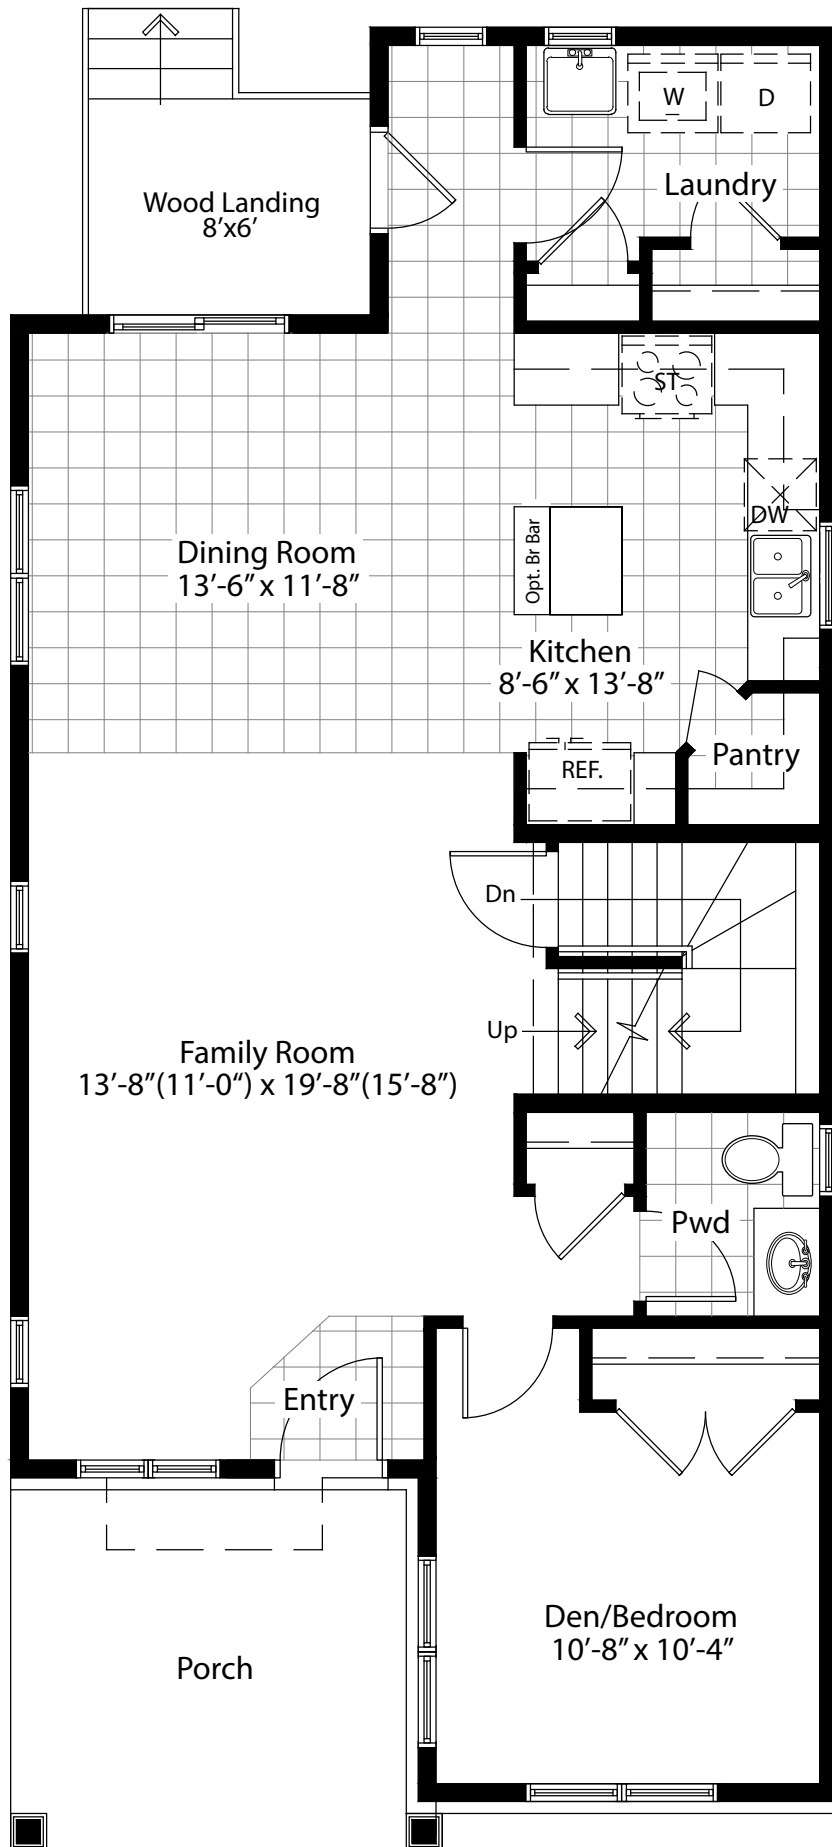 W
D
Laundry
Wood Landing
8’x6’
ST
DW
Opt. Br Bar
Dining Room
13’-6” x 11’-8”
Kitchen
8’-6” x 13’-8”
REF.
Pantry
Dn
Up
Family Room
13’-8”(11’-0“) x 19’-8”(15’-8”)
Pwd
Entry
Den/Bedroom
10’-8” x 10’-4”
Porch